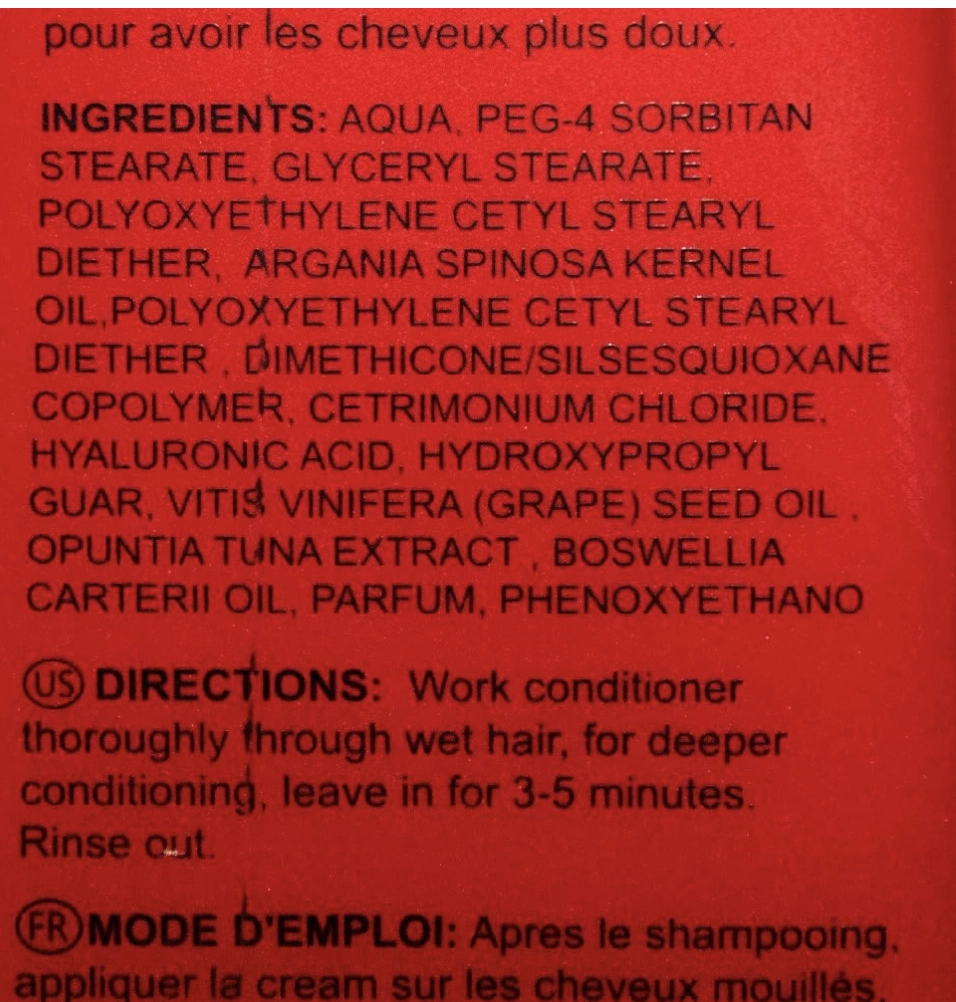 pour avoir les cheveux plus doux.
INGREDIENTS: AQUA, PEG-4 SORBITAN
STEARATE, GLYCERYL STEARATE,
POLYOXYETHYLENE CETYL STEARYL
DIETHER, ARGANIA SPINOSA KERNEL
OIL,POLYOXYETHYLENE CETYL STEARYL
DIETHER , DIMETHICONE/SILSESQUIOXANE
COPOLYMER, CETRIMONIUM CHLORIDE,
HYALURONIC ACID, HYDROXYPROPYL
GUAR, VITIS VINIFERA (GRAPE) SEED OIL ,
OPUNTIA TUNA EXTRACT , BOSWELLIA
CARTERII OIL, PARFUM, PHENOXYETHANO
US DIRECTIONS: Work conditioner
thoroughly through wet hair, for deeper
conditioning, leave in for 3-5 minutes.
Rinse out.
FR MODE D'EMPLOI: Apres le shampooing,
appliquer la cream sur les cheveux mouillés